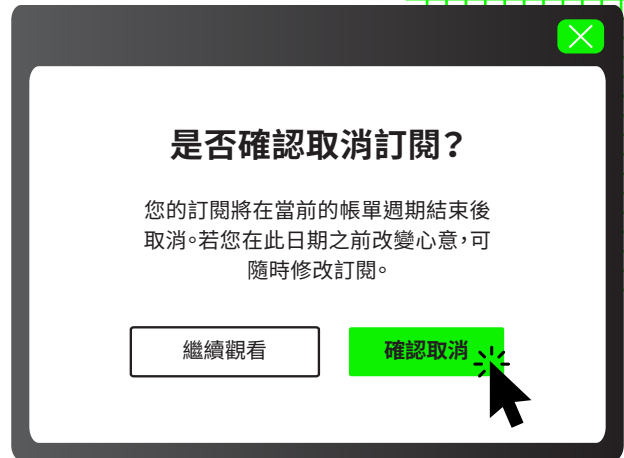 是否確認取消訂閱？
您的訂閱將在當前的帳單週期結束後
取消。若您在此日期之前改變心意，可
隨時修改訂閱。
繼續觀看
確認取消